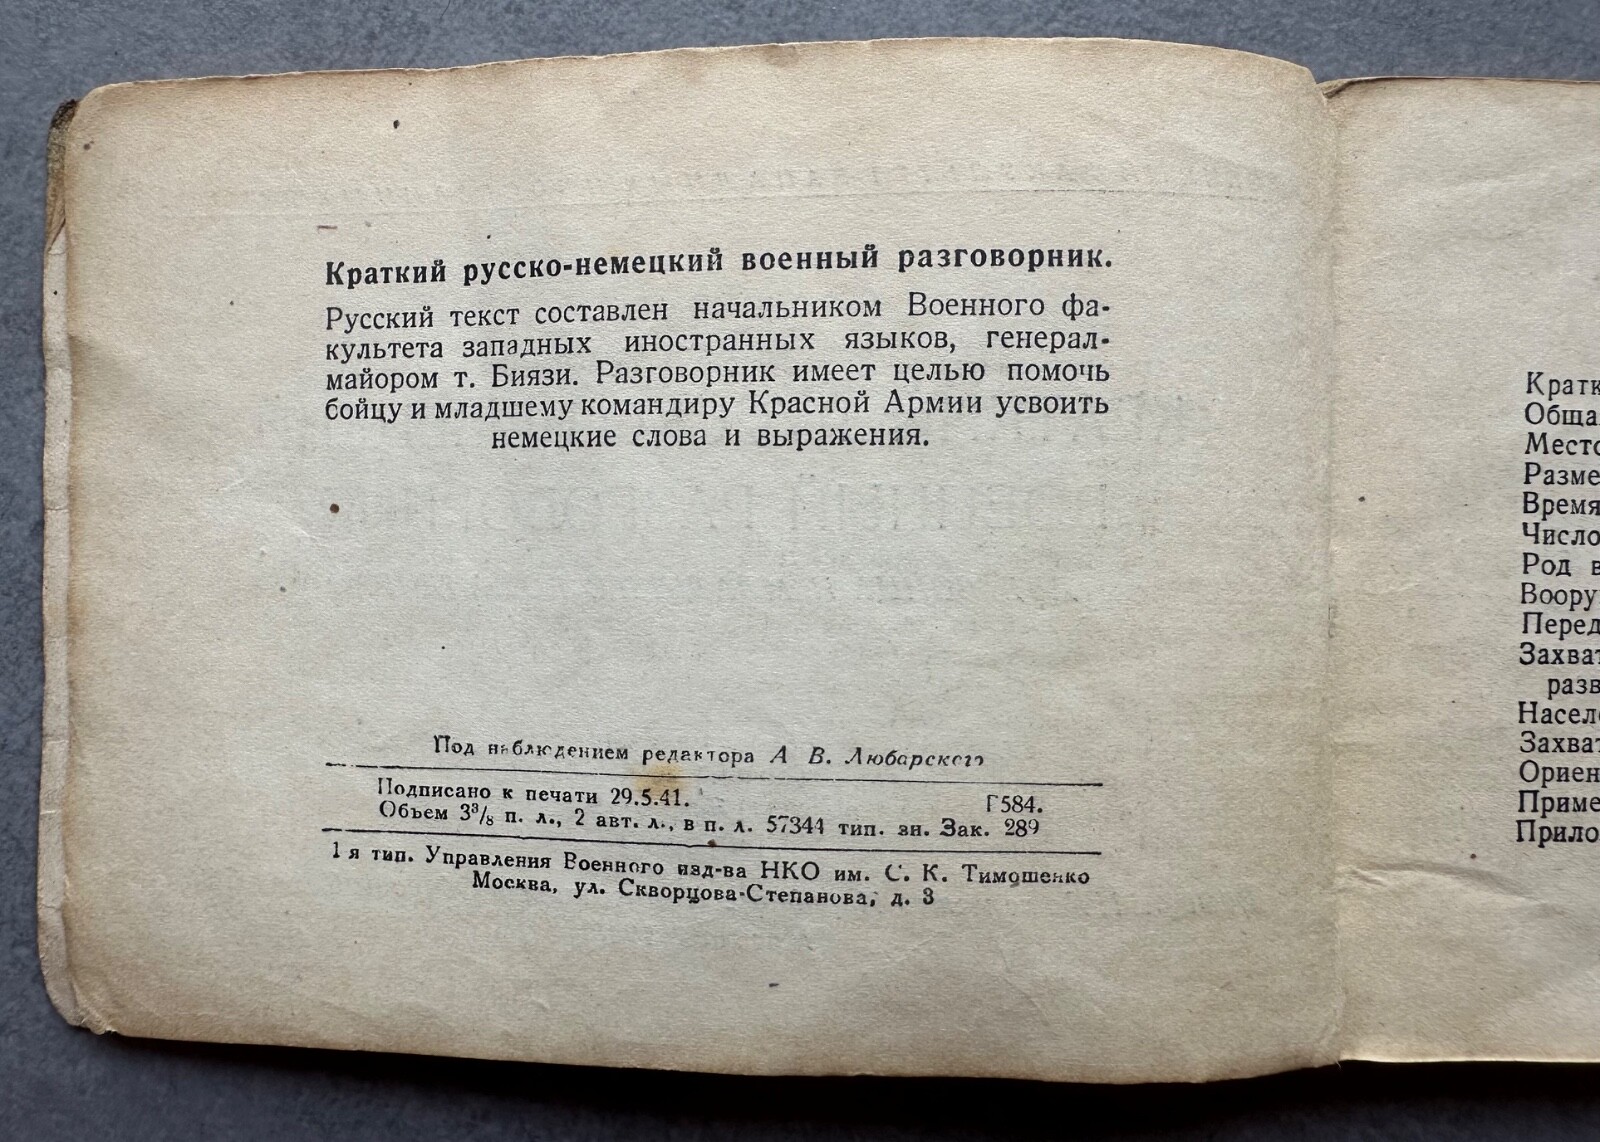 Краткий русско-немецкий военный разговорник.
Русский текст составлен начальником Военного фа-
культета западных иностранных языков, генерал-
майором т. Биязи. Разговорник имеет целью помочь
бойцу и младшему командиру Красной Армии усвоить
немецкие слова и выражения.
Под наблюдением редактора А В. Любарского
Подписано к печати 29.5.41. Г584.
Объем 3³/₈ п. л., 2 авт. л., в п. л. 57344 тип. зн. Зак. 289
1 я тип. Управления Военного изд-ва НКО им. С. К. Тимошенко
Москва, ул. Скворцова-Степанова, д. 3
Кратк
Обща
Место
Разме
Время
Число
Род в
Воору
Перед
Захват
разв
Насел
Захват
Ориен
Приме
Прило